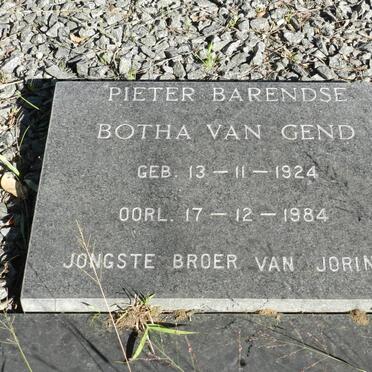 PIETER BARENDSE
BOTHA VAN GEND
GEB. 13-11-1924
OORL. 17-12-1984
JONGSTE BROER VAN